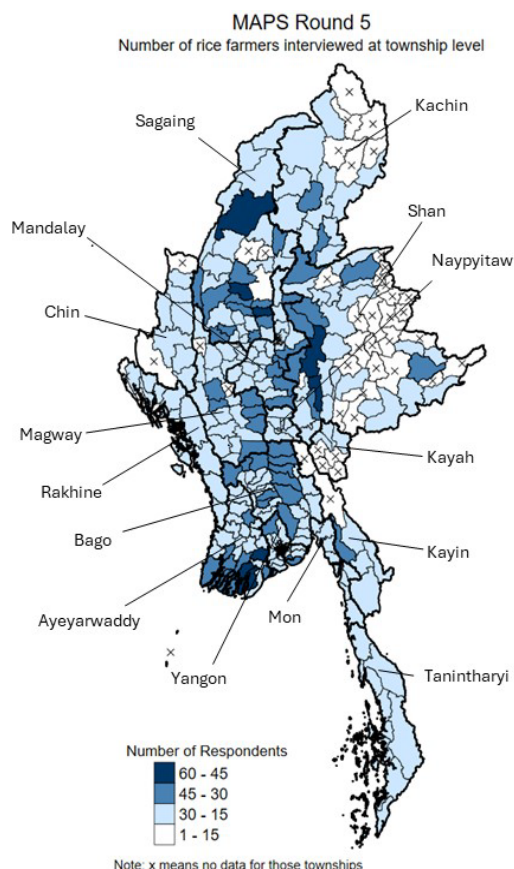 MAPS Round 5
Number of rice farmers interviewed at township level
Kachin
Sagaing
Shan
Mandalay
Naypyitaw
Chin
Magway
Kayah
Rakhine
Bago
Kayin
Ayeyarwaddy
Mon
Yangon
Tanintharyi
Number of Respondents
60 - 45
45 - 30
30 - 15
1 - 15
Note: x means no data for those townships